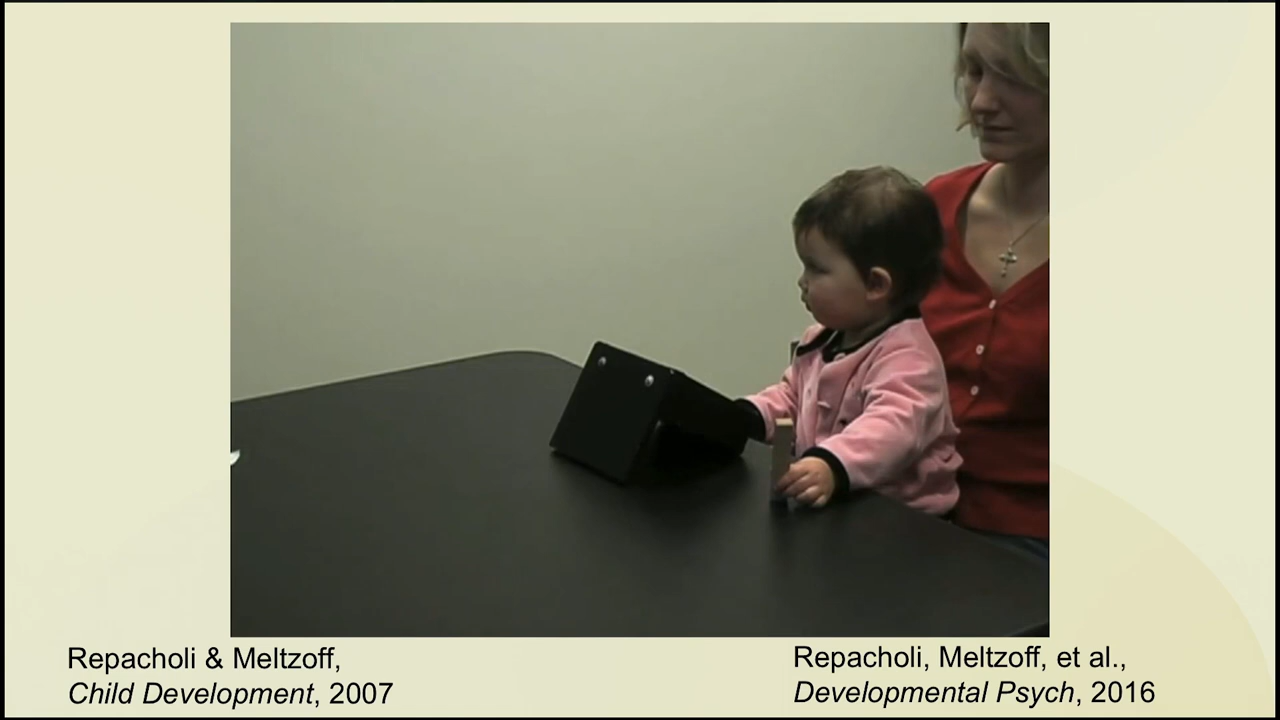 Repacholi & Meltzoff,
Child Development, 2007
Repacholi, Meltzoff, et al.,
Developmental Psych, 2016